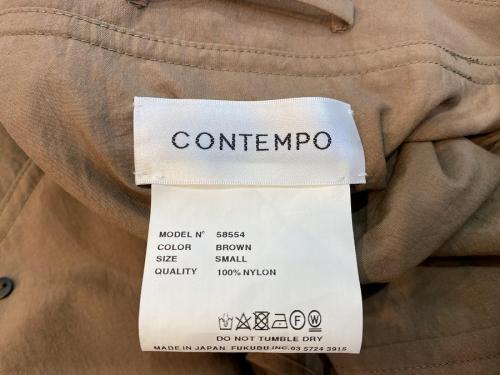 CONTEMPO
MODEL N° 58554
COLOR BROWN
SIZE SMALL
QUALITY 100% NYLON
F W
DO NOT TUMBLE DRY
MADE IN JAPAN FUKUBU INC. 03 5724 3915